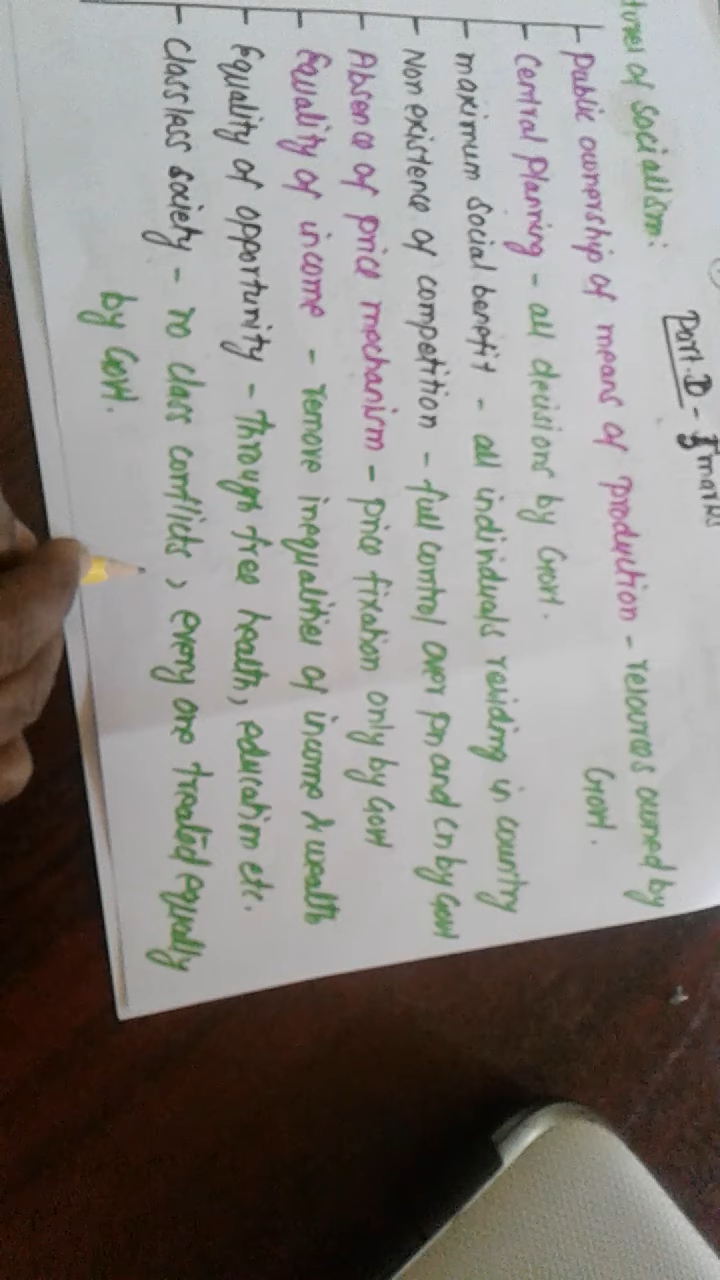 Part-D - 5 marks
tures of socialism:
- Public ownership of means of production - resources owned by
Govt.
- Central Planning - all decisions by Govt.
- maximum social benefit - all individuals residing in country
- Non existence of competition - full control over pn and cn by Govt
- Absence of price mechanism - price fixation only by Govt
- Equality of income - remove inequalities of income & wealth
- Equality of opportunity - through free health, education etc.
- Classless society - no class conflicts, every one treated equally
by Govt.